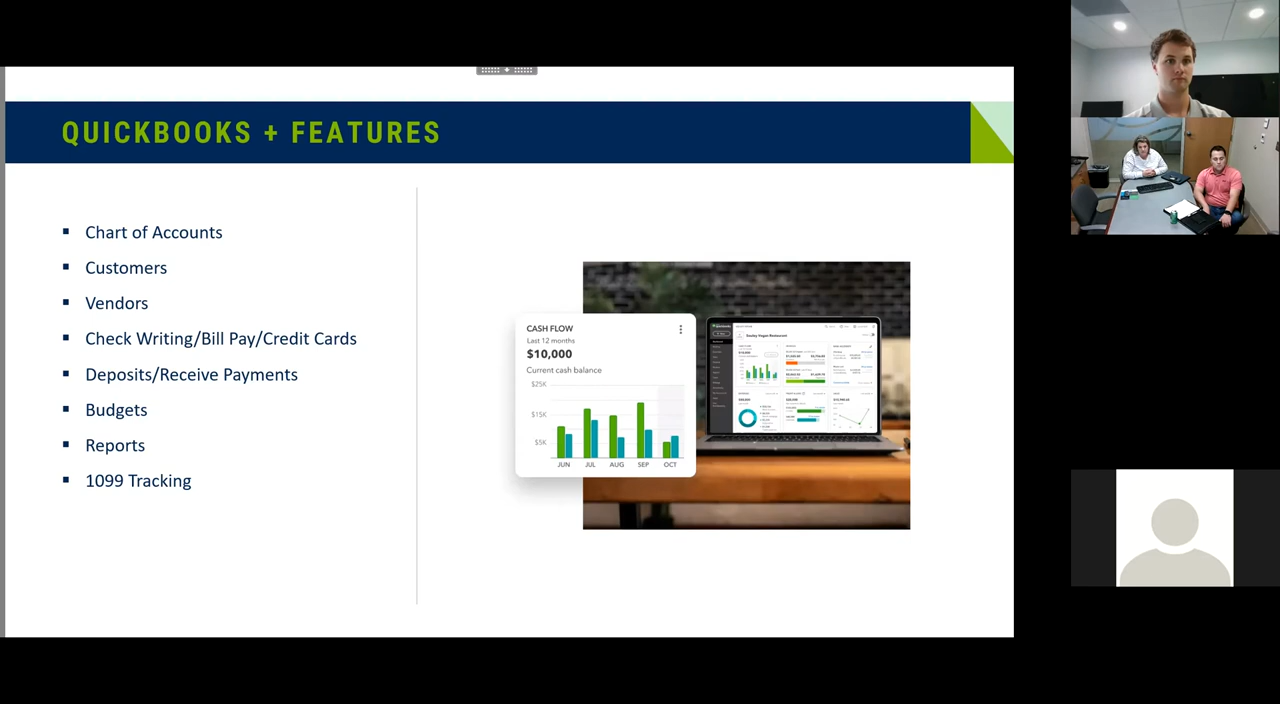 QUICKBOOKS + FEATURES
▪ Chart of Accounts
▪ Customers
▪ Vendors
▪ Check Writing/Bill Pay/Credit Cards
▪ Deposits/Receive Payments
▪ Budgets
▪ Reports
▪ 1099 Tracking
CASH FLOW
Last 12 months
$10,000
Current cash balance
$25K
$15K
$5K
JUN JUL AUG SEP OCT